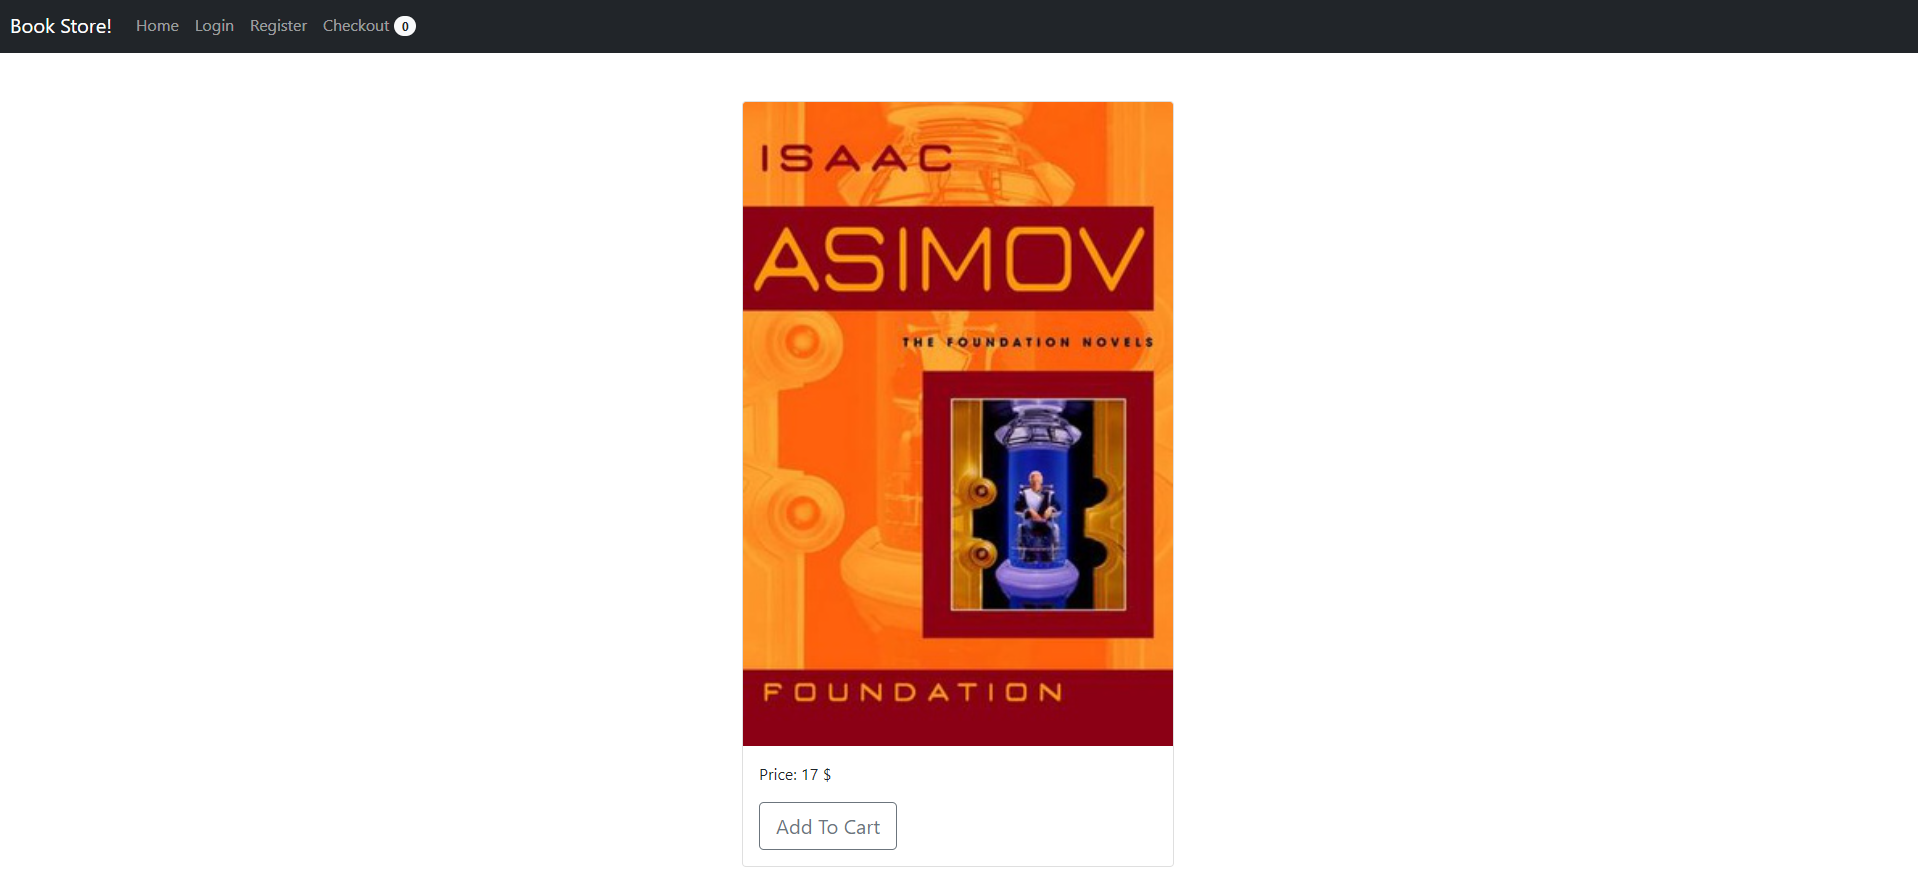 Book Store! Home Login Register Checkout 0
ISAAC
ASIMOV
THE FOUNDATION NOVELS
FOUNDATION
Price: 17 $
Add To Cart